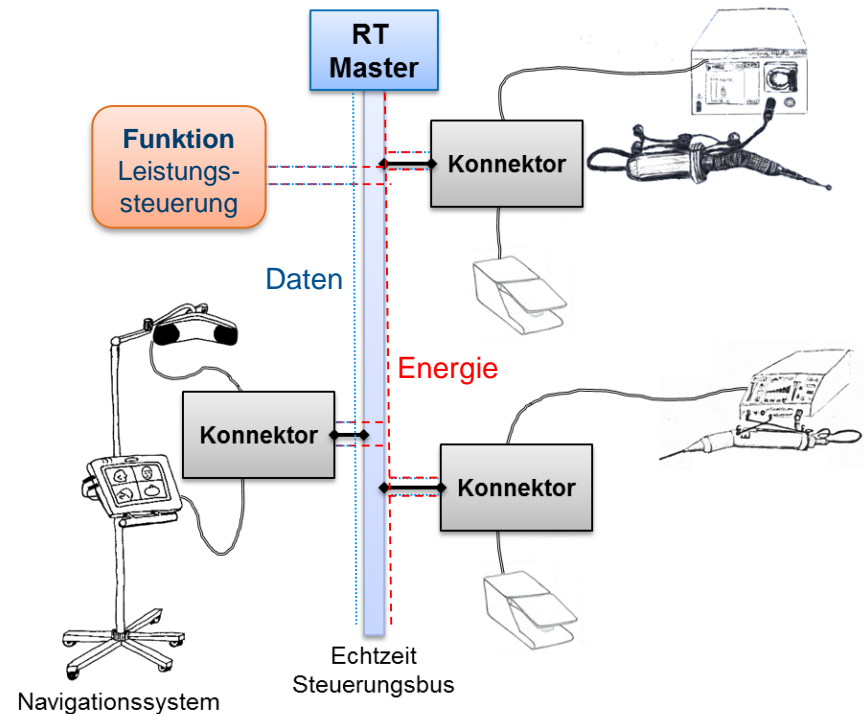 RT
Master
Funktion
Leistungs-
steuerung
Konnektor
Daten
Energie
Konnektor
Konnektor
Echtzeit
Steuerungsbus
Navigationssystem